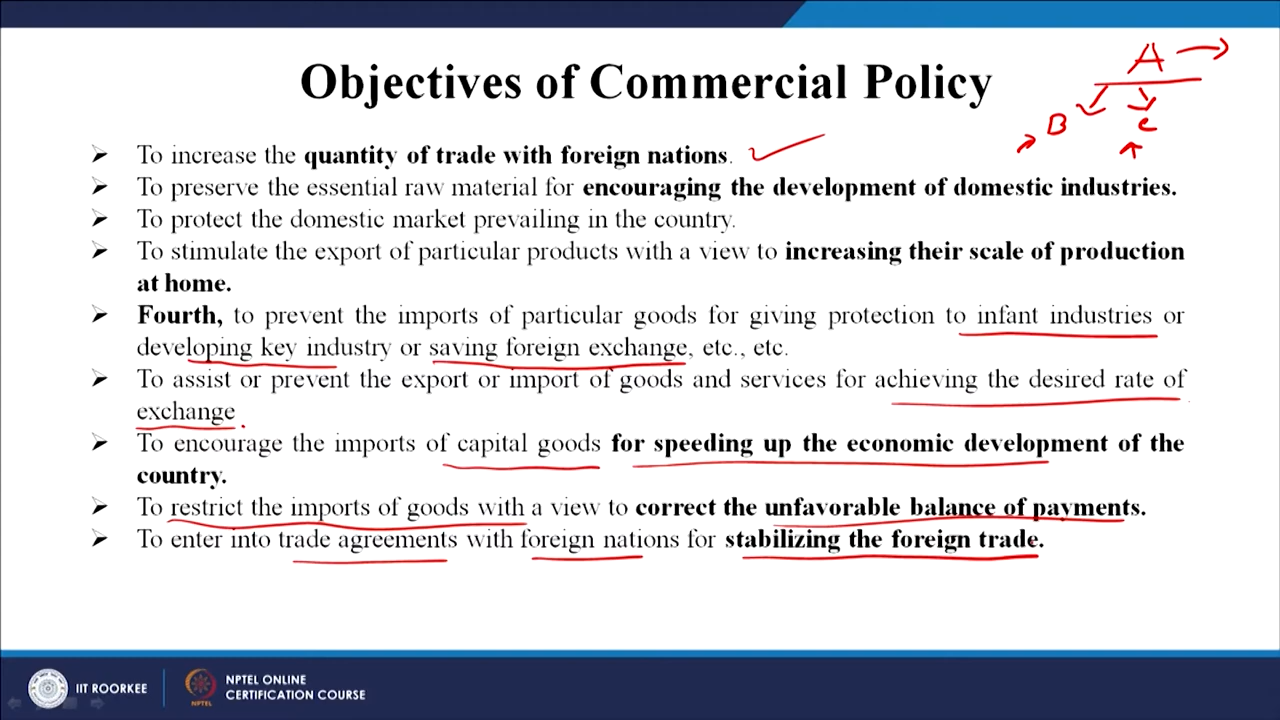 Objectives of Commercial Policy
A
B
c
➢ To increase the quantity of trade with foreign nations.
➢ To preserve the essential raw material for encouraging the development of domestic industries.
➢ To protect the domestic market prevailing in the country.
➢ To stimulate the export of particular products with a view to increasing their scale of production
at home.
➢ Fourth, to prevent the imports of particular goods for giving protection to infant industries or
developing key industry or saving foreign exchange, etc., etc.
➢ To assist or prevent the export or import of goods and services for achieving the desired rate of
exchange
➢ To encourage the imports of capital goods for speeding up the economic development of the
country.
➢ To restrict the imports of goods with a view to correct the unfavorable balance of payments.
➢ To enter into trade agreements with foreign nations for stabilizing the foreign trade.
IIT ROORKEE
NPTEL
NPTEL ONLINE
CERTIFICATION COURSE